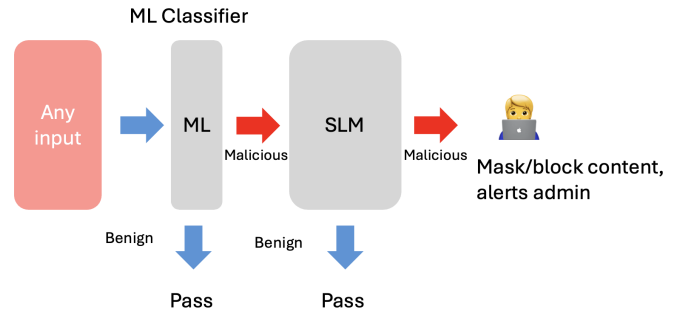 ML Classifier
Any
input
ML
Malicious
SLM
Malicious
Mask/block content,
alerts admin
Benign
Benign
Pass
Pass